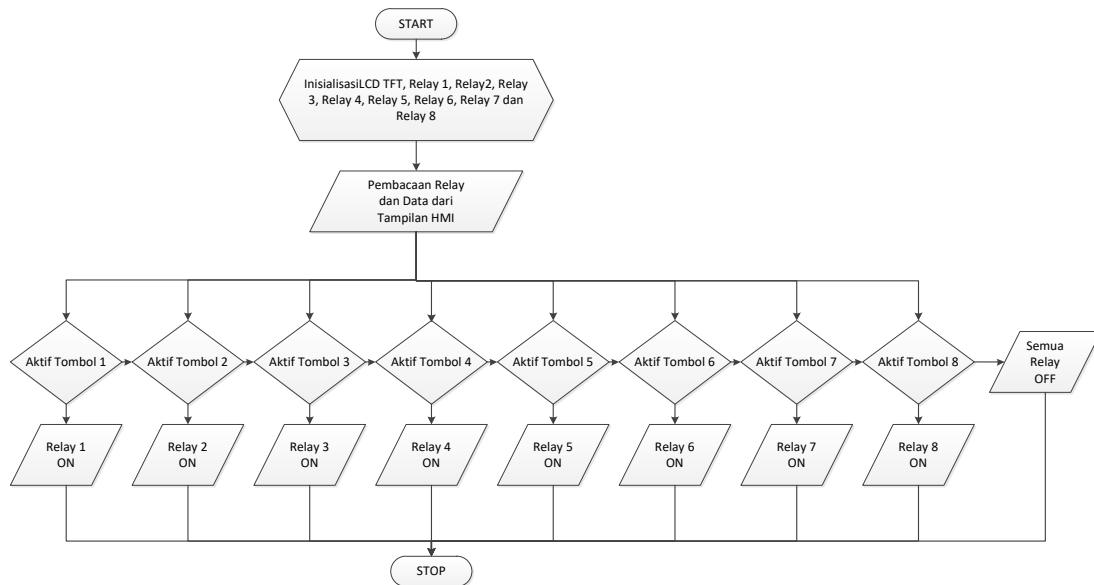 START
InisialisasiLCD TFT, Relay 1, Relay2, Relay
3, Relay 4, Relay 5, Relay 6, Relay 7 dan
Relay 8
Pembacaan Relay
dan Data dari
Tampilan HMI
Aktif Tombol 1
Aktif Tombol 2
Aktif Tombol 3
Aktif Tombol 4
Aktif Tombol 5
Aktif Tombol 6
Aktif Tombol 7
Aktif Tombol 8
Semua
Relay
OFF
Relay 1
ON
Relay 2
ON
Relay 3
ON
Relay 4
ON
Relay 5
ON
Relay 6
ON
Relay 7
ON
Relay 8
ON
STOP